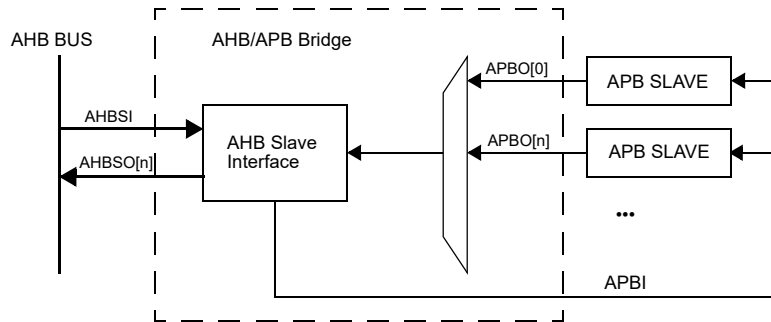 AHB BUS
AHB/APB Bridge
APBO[0]
APB SLAVE
AHBSI
AHB Slave
Interface
APBO[n]
APB SLAVE
AHBSO[n]
...
APBI